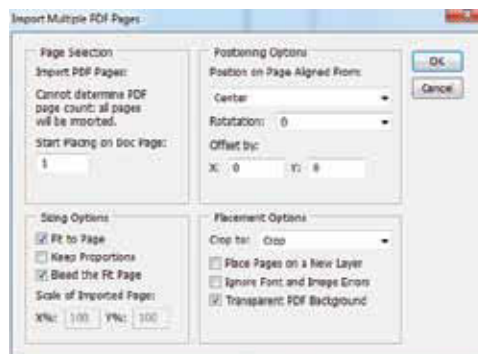 Import Multiple PDF Pages
Page Selection
Import PDF Pages:
Cannot determine PDF
page count: all pages
will be imported.
Start Placing on Doc Page:
1
Positioning Options
Position on Page Aligned From:
Center
Rotatation: 0
Offset by:
X: 0 Y: 0
OK
Cancel
Sizing Options
Fit to Page
Keep Proportions
Bleed the Fit Page
Scale of Imported Page:
X%: 100 Y%: 100
Placement Options
Crop to: Crop
Place Pages on a New Layer
Ignore Font and Image Errors
Transparent PDF Background